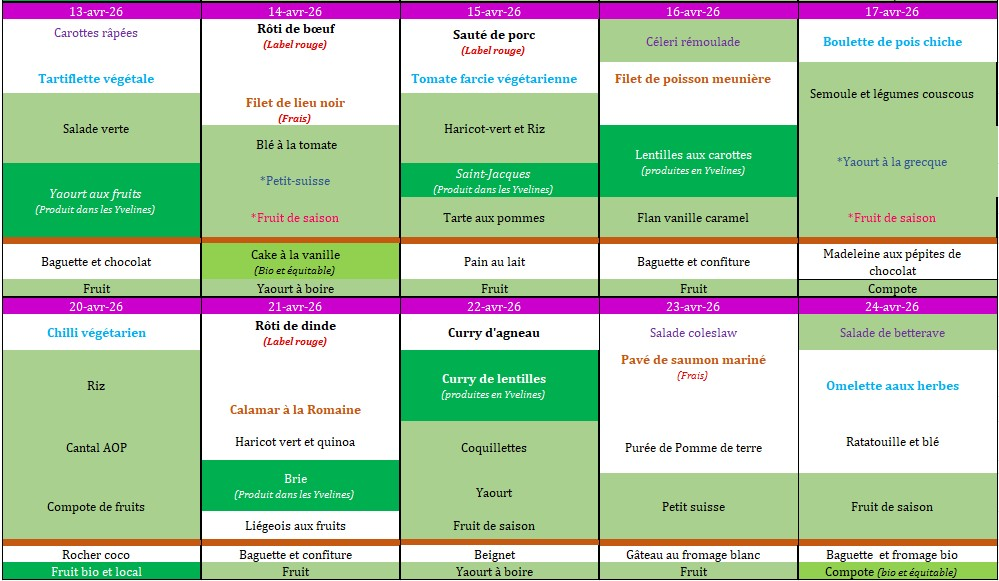 13-avr-26
Carottes râpées
Tartiflette végétale
Salade verte
Yaourt aux fruits
(Produit dans les Yvelines)
Baguette et chocolat
Fruit
14-avr-26
Rôti de bœuf
(Label rouge)
Filet de lieu noir
(Frais)
Blé à la tomate
*Petit-suisse
*Fruit de saison
Cake à la vanille
(Bio et équitable)
Yaourt à boire
15-avr-26
Sauté de porc
(Label rouge)
Tomate farcie végétarienne
Haricot-vert et Riz
Saint-Jacques
(Produit dans les Yvelines)
Tarte aux pommes
Pain au lait
Fruit
16-avr-26
Céleri rémoulade
Filet de poisson meunière
Lentilles aux carottes
(produites en Yvelines)
Flan vanille caramel
Baguette et confiture
Fruit
17-avr-26
Boulette de pois chiche
Semoule et légumes couscous
*Yaourt à la grecque
*Fruit de saison
Madeleine aux pépites de
chocolat
Compote
20-avr-26
Chilli végétarien
Riz
Cantal AOP
Compote de fruits
Rocher coco
Fruit bio et local
21-avr-26
Rôti de dinde
(Label rouge)
Calamar à la Romaine
Haricot vert et quinoa
Brie
(Produit dans les Yvelines)
Liégeois aux fruits
Baguette et confiture
Fruit
22-avr-26
Curry d'agneau
Curry de lentilles
(produites en Yvelines)
Coquillettes
Yaourt
Fruit de saison
Beignet
Yaourt à boire
23-avr-26
Salade coleslaw
Pavé de saumon mariné
(Frais)
Purée de Pomme de terre
Petit suisse
Gâteau au fromage blanc
Fruit
24-avr-26
Salade de betterave
Omelette aaux herbes
Ratatouille et blé
Fruit de saison
Baguette et fromage bio
Compote (bio et équitable)